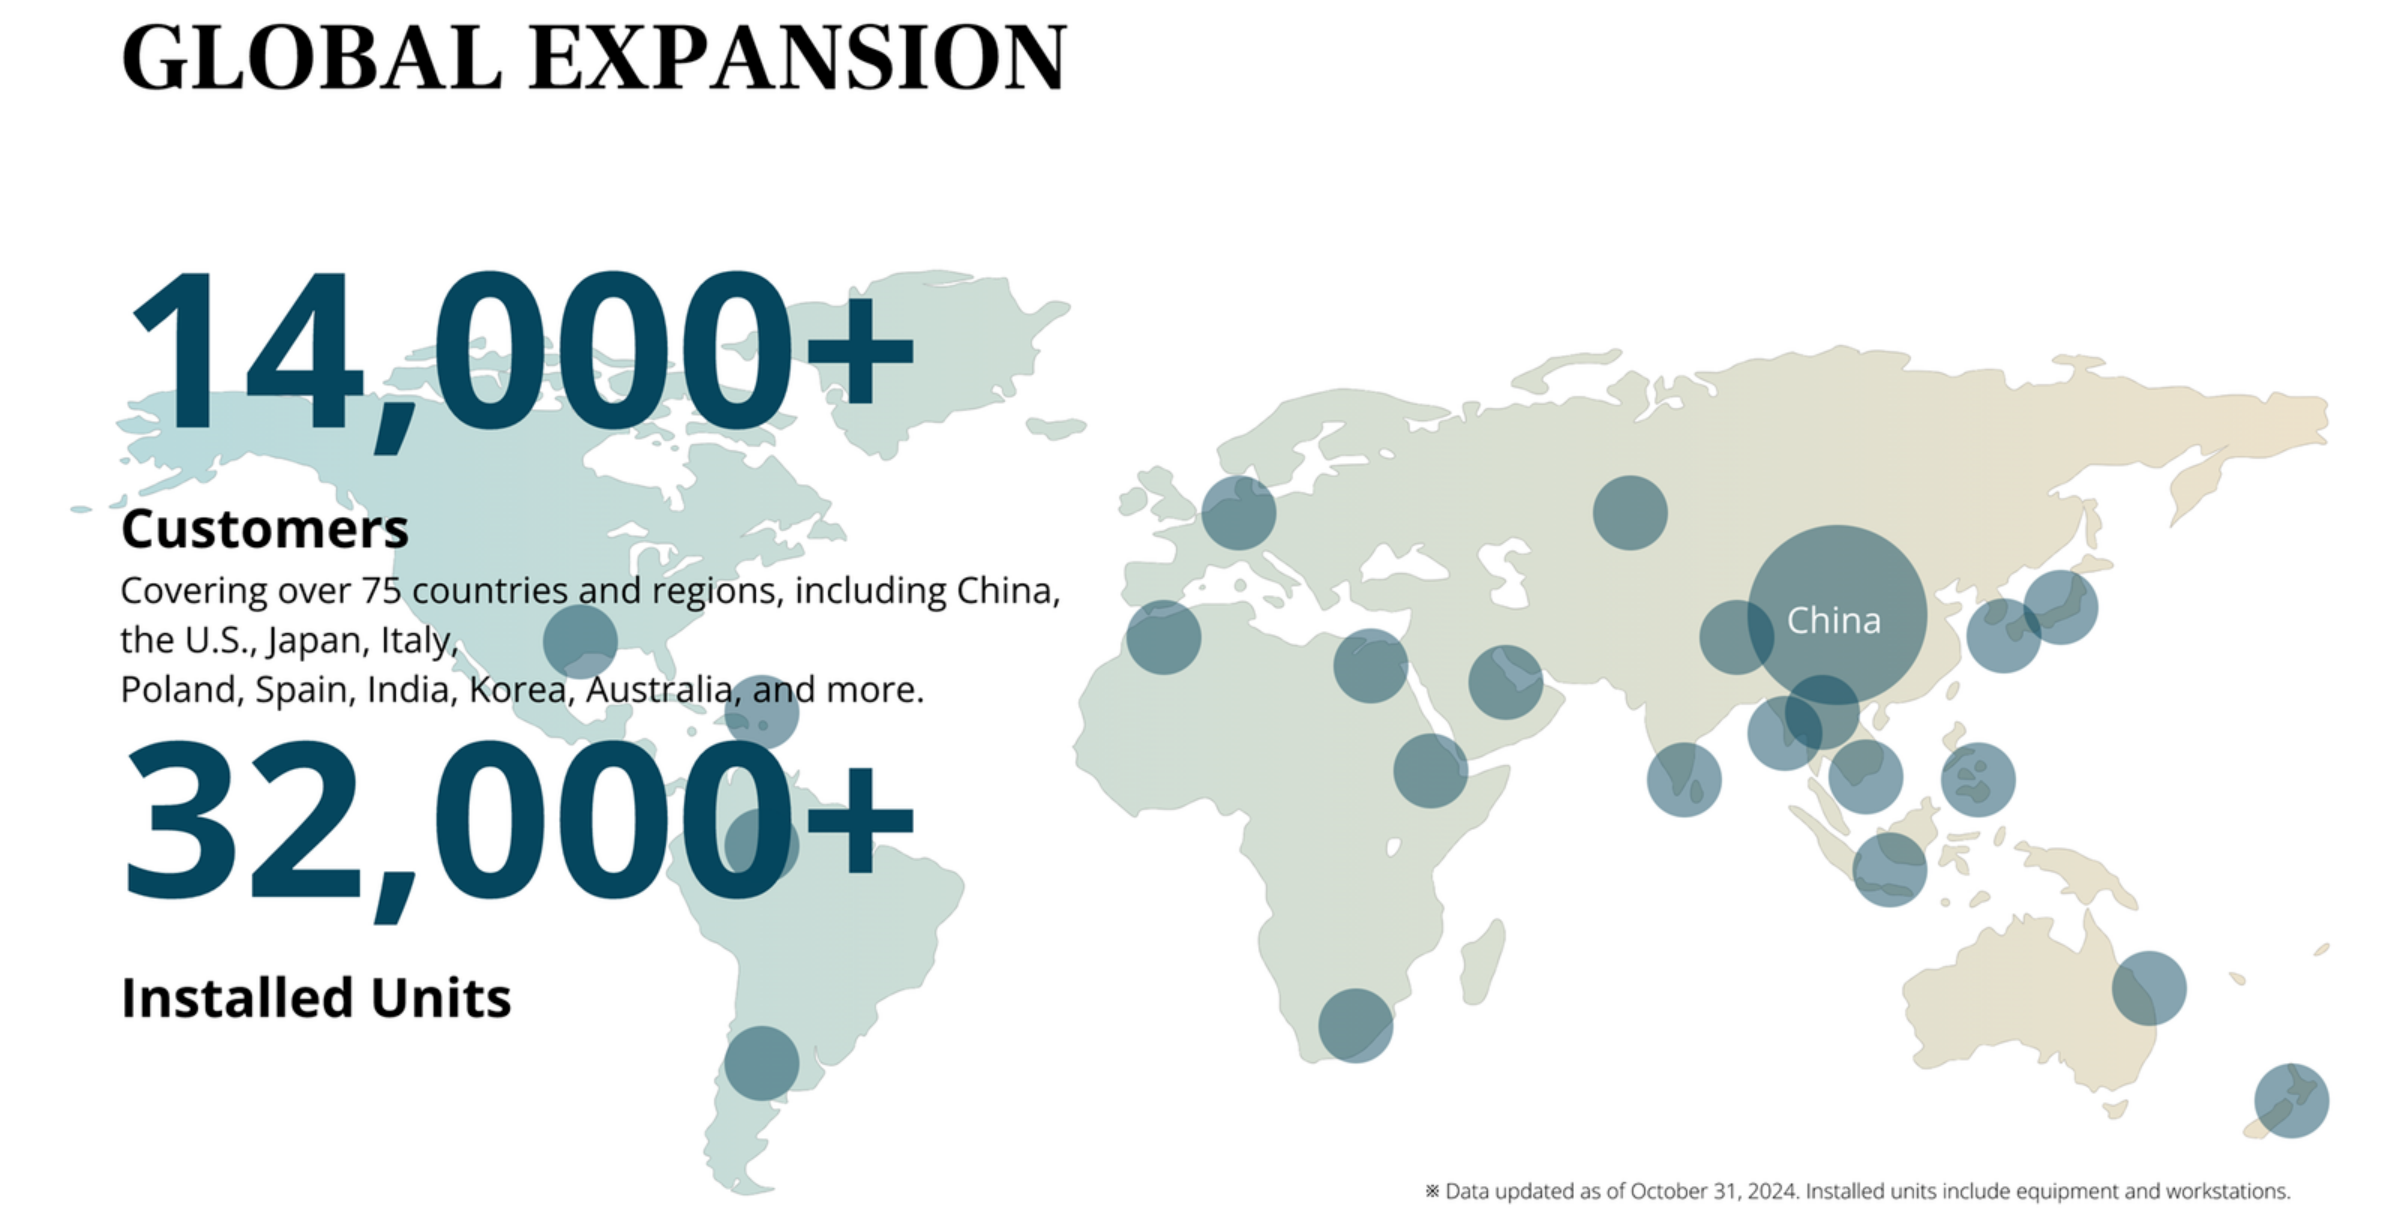 GLOBAL EXPANSION
14,000+
Customers
Covering over 75 countries and regions, including China,
the U.S., Japan, Italy,
Poland, Spain, India, Korea, Australia, and more.
32,000+
Installed Units
China
※ Data updated as of October 31, 2024. Installed units include equipment and workstations.